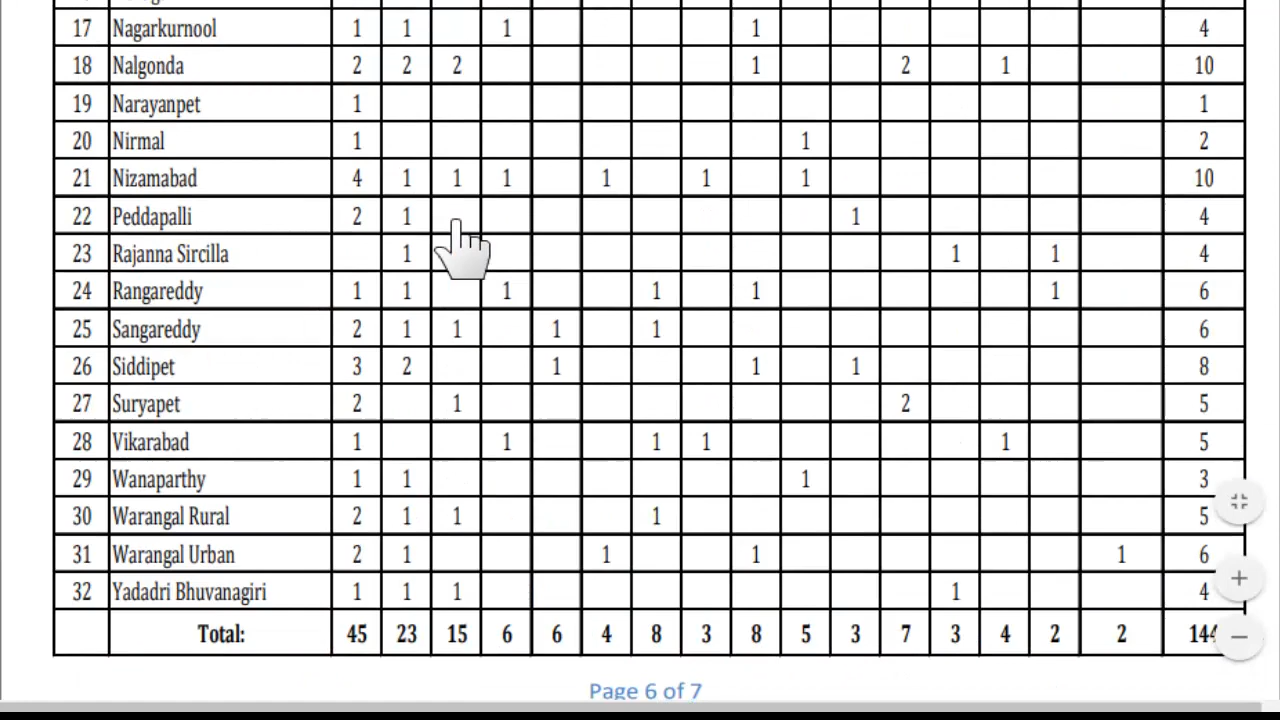 17 Nagarkurnool 1 1 1 1 4
18 Nalgonda 2 2 2 1 2 1 10
19 Narayanpet 1 1
20 Nirmal 1 1 2
21 Nizamabad 4 1 1 1 1 1 1 10
22 Peddapalli 2 1 1 4
23 Rajanna Sircilla 1 1 1 4
24 Rangareddy 1 1 1 1 1 1 6
25 Sangareddy 2 1 1 1 1 6
26 Siddipet 3 2 1 1 1 8
27 Suryapet 2 1 2 5
28 Vikarabad 1 1 1 1 1 5
29 Wanaparthy 1 1 1 3
30 Warangal Rural 2 1 1 1 5
31 Warangal Urban 2 1 1 1 1 6
32 Yadadri Bhuvanagiri 1 1 1 1 4
Total: 45 23 15 6 6 4 8 3 8 5 3 7 3 4 2 2 144
Page 6 of 7